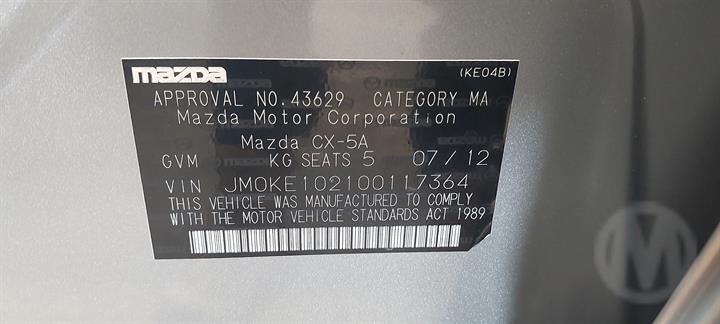 mazda (KE04B)
APPROVAL NO. 43629 CATEGORY MA
Mazda Motor Corporation
Mazda CX-5A
GVM KG SEATS 5 07/12
VIN JM0KE102100117364
THIS VEHICLE WAS MANUFACTURED TO COMPLY
WITH THE MOTOR VEHICLE STANDARDS ACT 1989
M